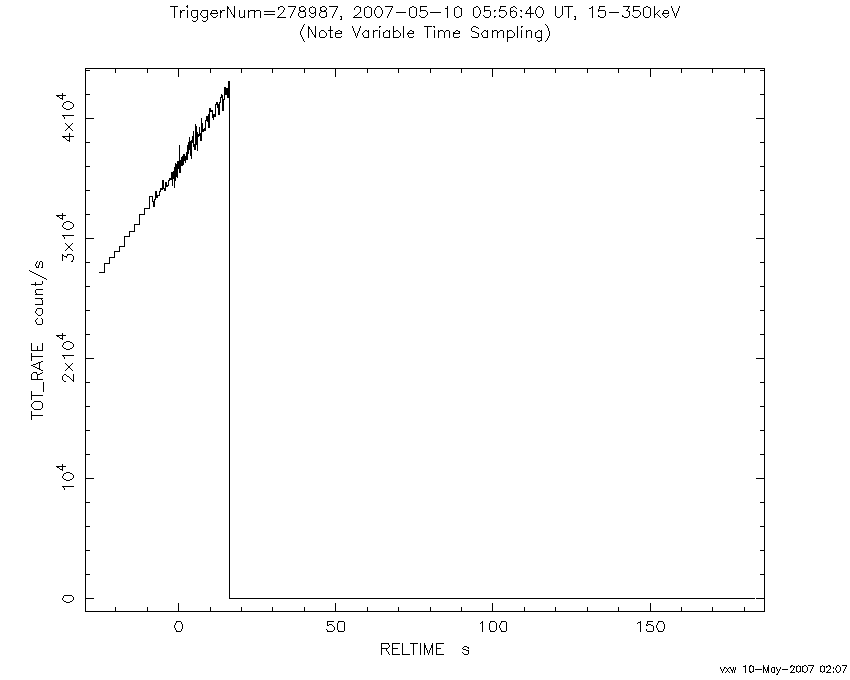 TriggerNum=278987, 2007-05-10 05:56:40 UT, 15-350keV
(Note Variable Time Sampling)
TOT_RATE count/s
4×10⁴
3×10⁴
2×10⁴
10⁴
0
0 50 100 150
RELTIME s
vxw 10-May-2007 02:07